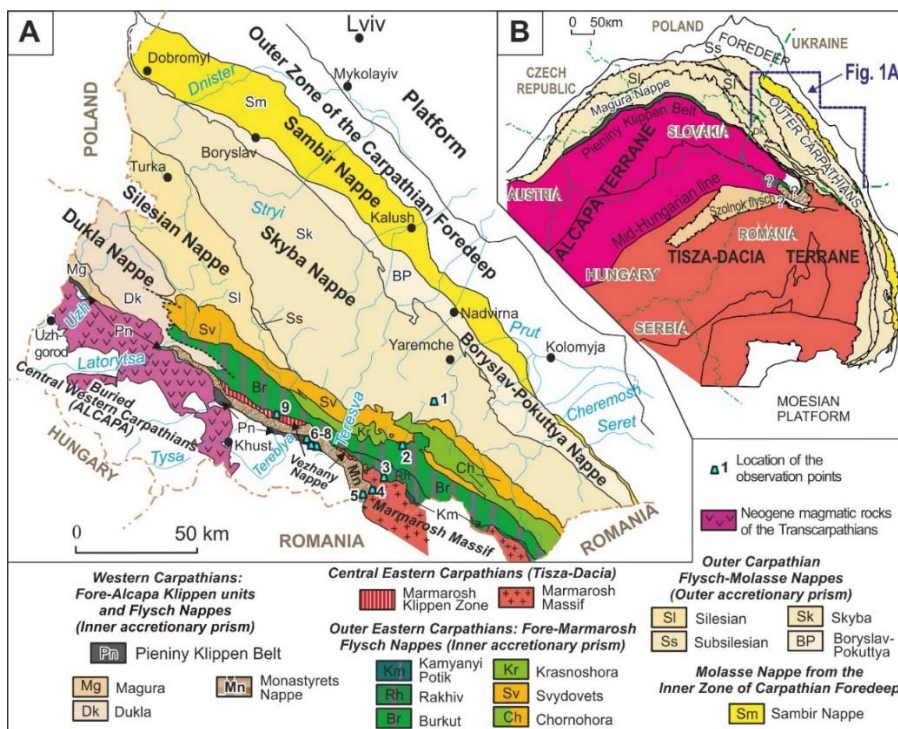 A
Lviv
Dobromyl
Mykolayiv
Dnister
Outer Zone of the Carpathian Foredeep
Platform
POLAND
Sm
Sambir Nappe
Boryslav
Turka
Stryi
Kalush
Silesian Nappe
Skyba Nappe
Sk
Dukla Nappe
BP
Mg
Dk
Sl
Nadvirna
Prut
Uzh
Pn
Ss
Sv
Yaremche
Kolomyja
Uzh-
gorod
Latorytsa
Boryslav-Pokuttya Nappe
Cheremosh
Seret
Buried
Central Western Carpathians
(ALCAPA)
Br
Sv
1
9
Pn
6-8
Teresva
Kr
2
Khust
Tereblya
Vezhany
Nappe
Mn
3
Rh
Ch
Br
HUNGARY
Tysa
5
4
Km
Marmarosh Massif
0
50 km
ROMANIA
ROMANIA
B
0 50km
POLAND
UKRAINE
Ss
FOREDEEP
CZECH
REPUBLIC
Sl
Sl
Fig. 1A
Magura Nappe
Pieniny Klippen Belt
SLOVAKIA
Dk
OUTER CARPATHIANS
AUSTRIA
ALCAPA TERRANE
Mid-Hungarian line
?
?
?
Szolnok flysch
ROMANIA
TISZA-DACIA TERRANE
HUNGARY
SERBIA
MOESIAN
PLATFORM
1 Location of the
observation points
Neogene magmatic rocks
of the Transcarpathians
Western Carpathians:
Fore-Alcapa Klippen units
and Flysch Nappes
(Inner accretionary prism)
Pn Pieniny Klippen Belt
Mg Magura
Mn Monastyrets
Nappe
Dk Dukla
Central Eastern Carpathians (Tisza-Dacia)
Marmarosh
Klippen Zone
Marmarosh
Massif
Outer Eastern Carpathians: Fore-Marmarosh
Flysch Nappes (Inner accretionary prism)
Km Kamyanyi
Potik
Kr Krasnoshora
Rh Rakhiv
Sv Svydovets
Br Burkut
Ch Chornohora
Outer Carpathian
Flysch-Molasse Nappes
(Outer accretionary prism)
Sl Silesian
Sk Skyba
Ss Subsilesian
BP Boryslav-
Pokuttya
Molasse Nappe from the
Inner Zone of Carpathian Foredeep
Sm Sambir Nappe